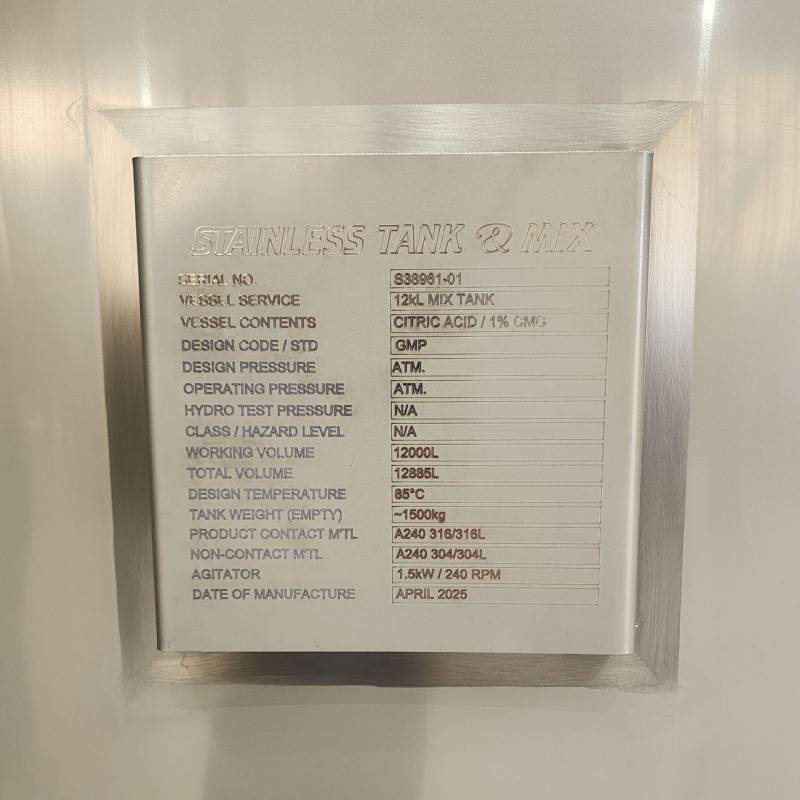 STAINLESS TANK & MIX
SERIAL NO. S38961-01
VESSEL SERVICE 12kL MIX TANK
VESSEL CONTENTS CITRIC ACID / 1% CMC
DESIGN CODE / STD GMP
DESIGN PRESSURE ATM.
OPERATING PRESSURE ATM.
HYDRO TEST PRESSURE N/A
CLASS / HAZARD LEVEL N/A
WORKING VOLUME 12000L
TOTAL VOLUME 12885L
DESIGN TEMPERATURE 85°C
TANK WEIGHT (EMPTY) ~1500kg
PRODUCT CONTACT M'TL A240 316/316L
NON-CONTACT M'TL A240 304/304L
AGITATOR 1.5kW / 240 RPM
DATE OF MANUFACTURE APRIL 2025